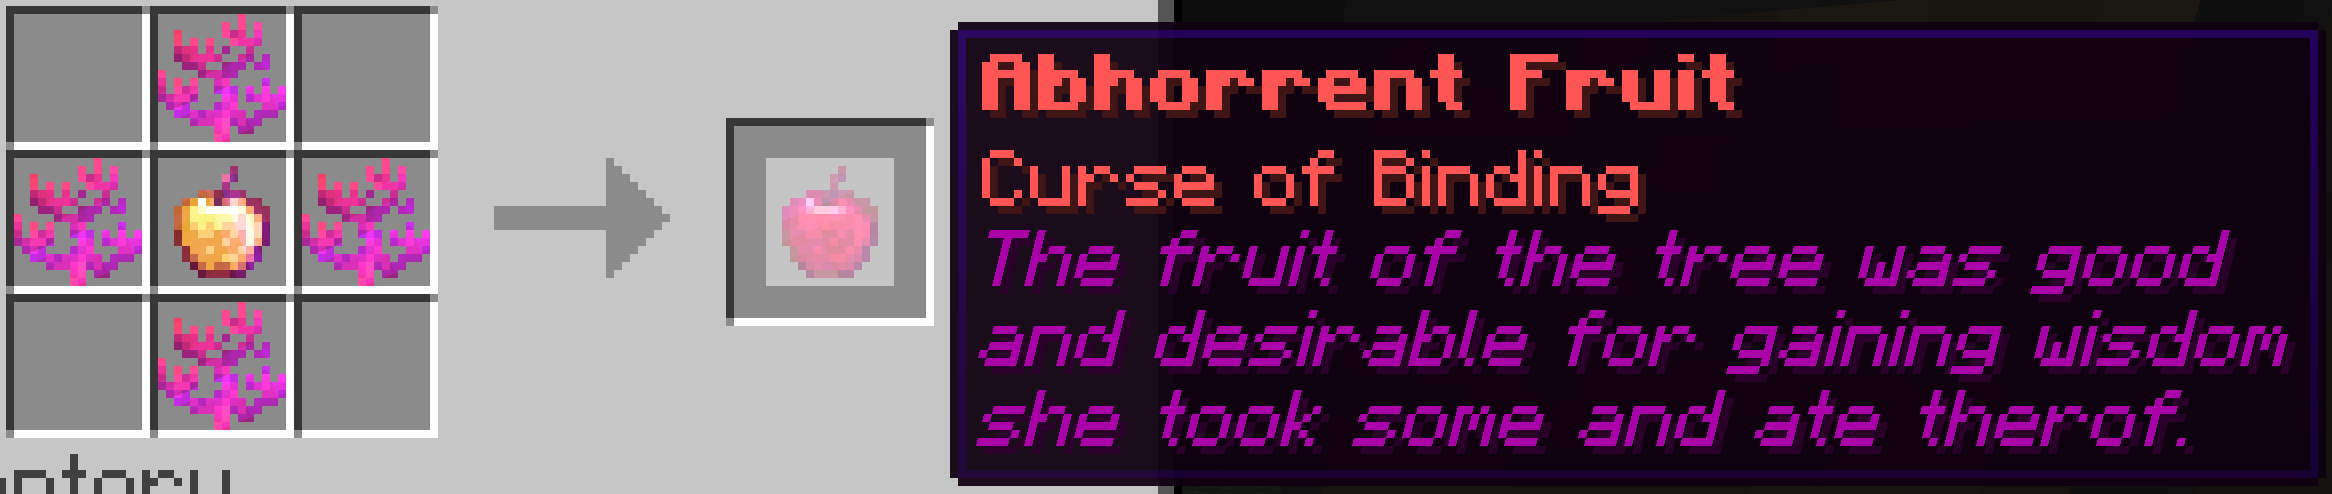 Abhorrent Fruit
Curse of Binding
The fruit of the tree was good
and desirable for gaining wisdom
she took some and ate therof.